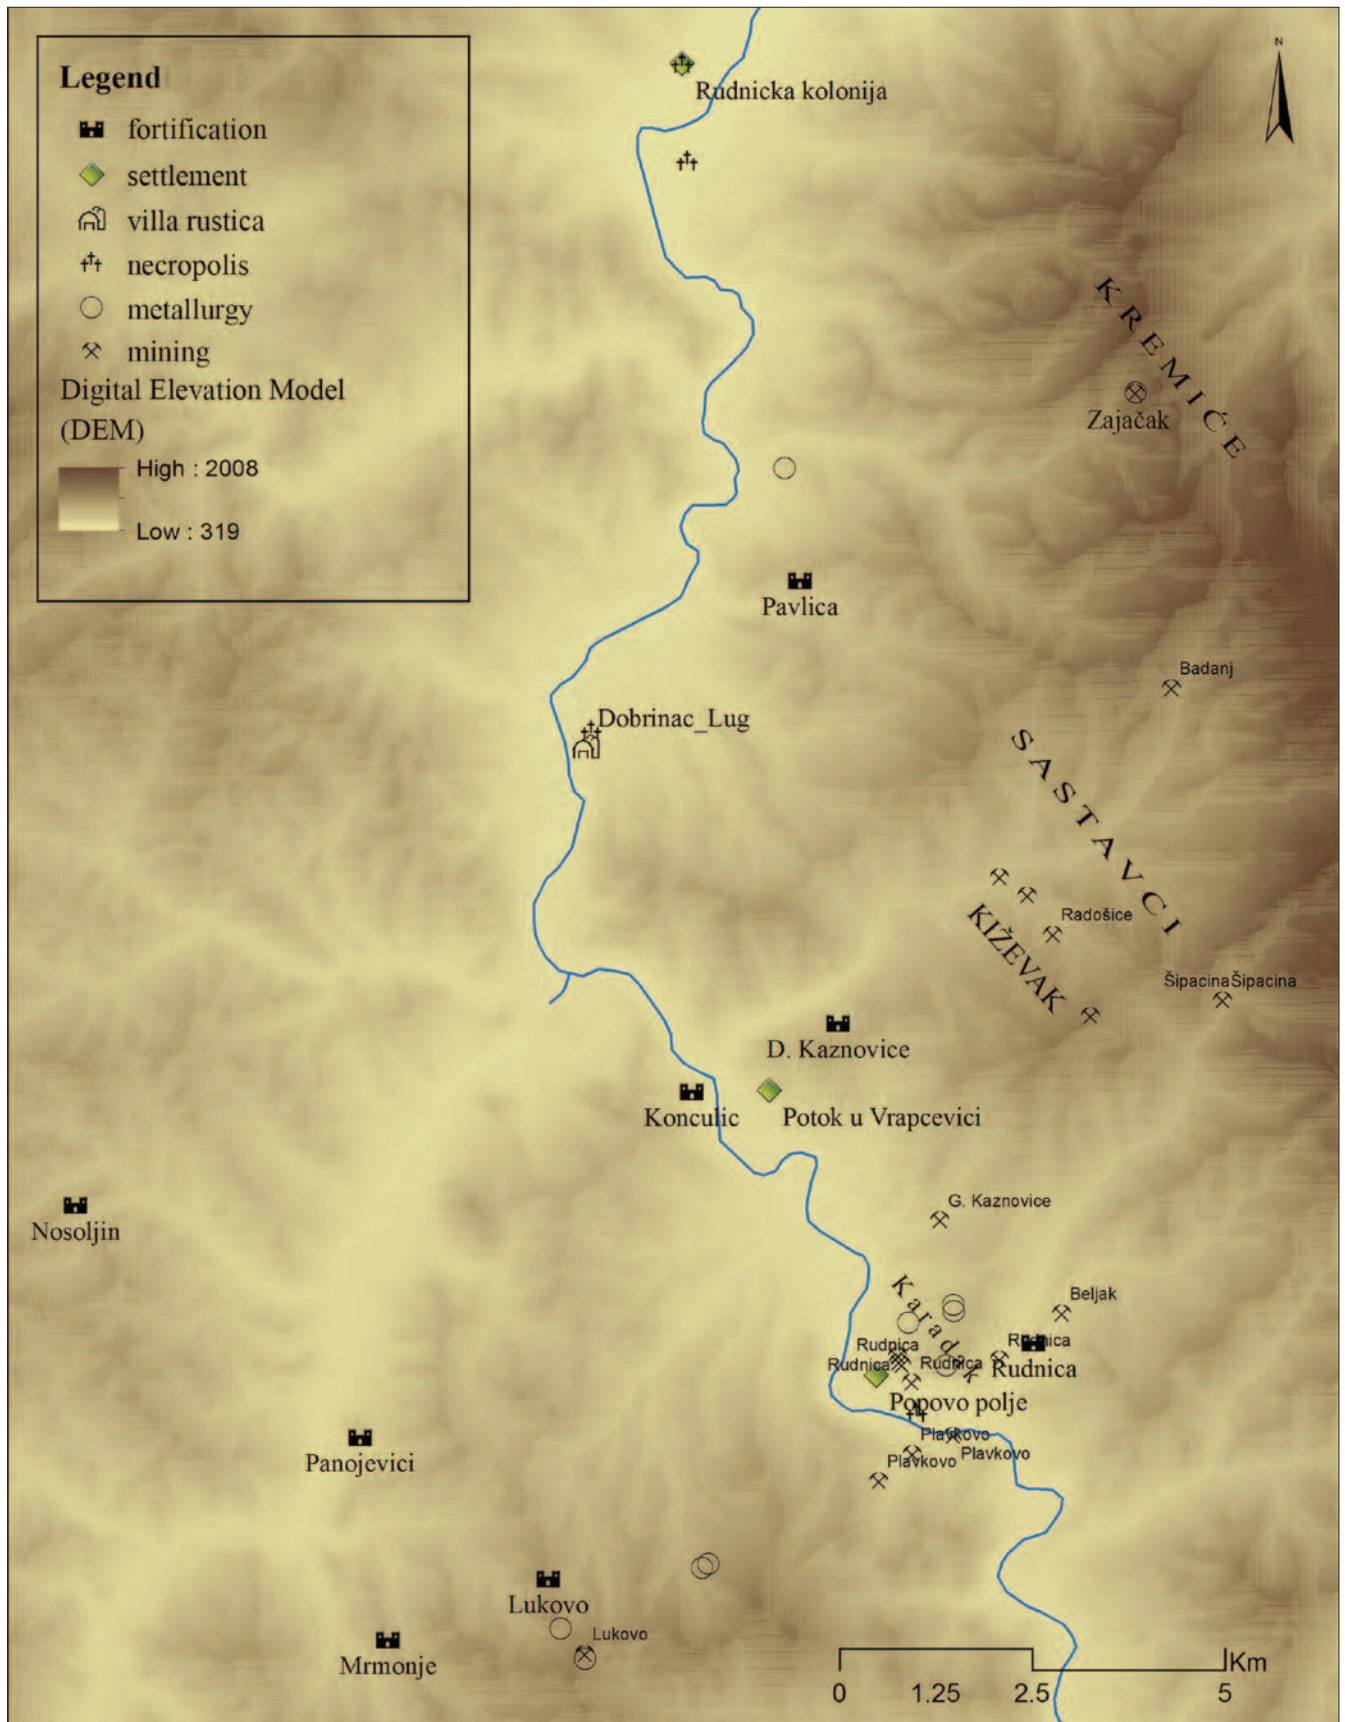 N
Legend
fortification
settlement
villa rustica
necropolis
metallurgy
mining
Digital Elevation Model
(DEM)
High : 2008
Low : 319
Rudnicka kolonija
KREMIĆE
Zajačak
Pavlica
Badanj
Dobrinac_Lug
SASTAVCI
Radošice
KIŽEVAK
ŠipacinaŠipacina
D. Kaznovice
Konculic
Potok u Vrapcevici
G. Kaznovice
Nosoljin
Karadak
Beljak
Rudnica
Rudnica
Rudnica
Rudnica
Rudnica
Popovo polje
Plavkovo
Plavkovo
Plavkovo
Panojevici
Lukovo
Lukovo
Mrmonje
Km
0 1.25 2.5 5